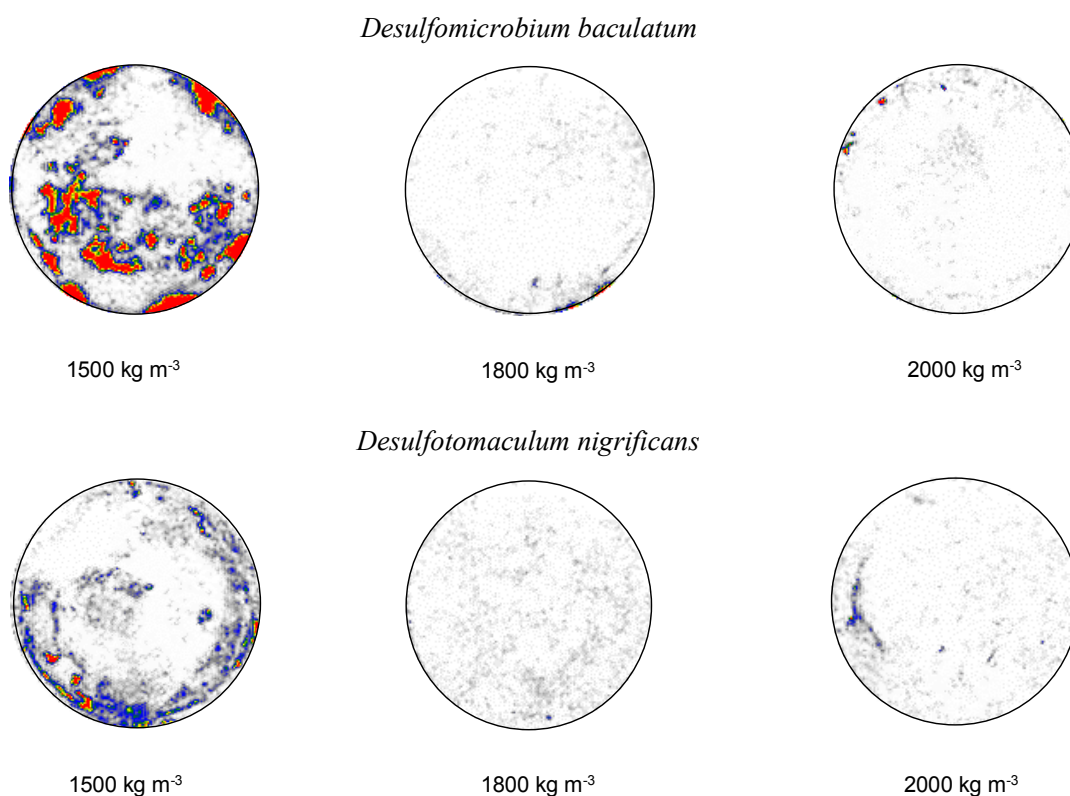 Desulfomicrobium baculatum
1500 kg m⁻³ 1800 kg m⁻³ 2000 kg m⁻³
Desulfotomaculum nigrificans
1500 kg m⁻³ 1800 kg m⁻³ 2000 kg m⁻³